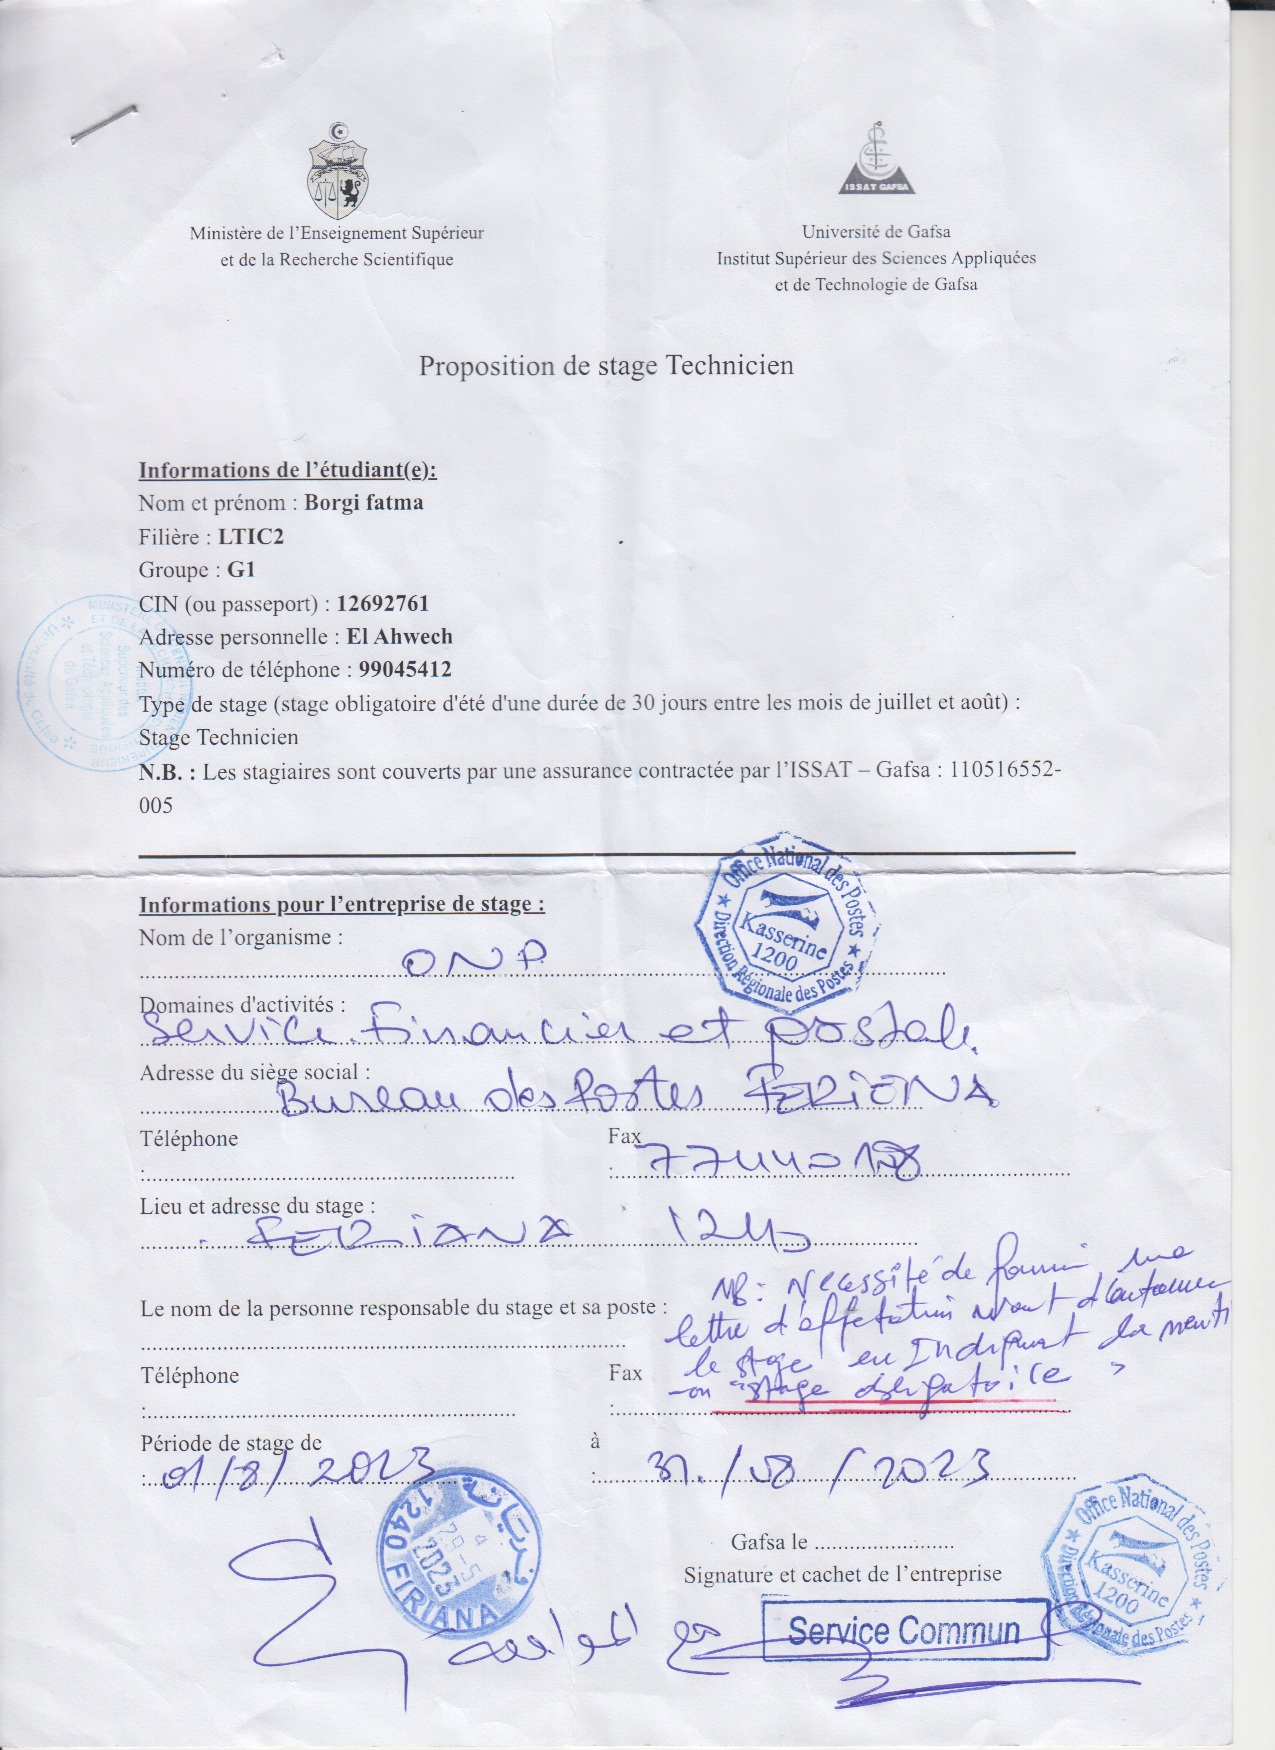 ISSAT GAFSA
Ministère de l'Enseignement Supérieur
et de la Recherche Scientifique
Université de Gafsa
Institut Supérieur des Sciences Appliquées
et de Technologie de Gafsa
Proposition de stage Technicien
Informations de l'étudiant(e):
Nom et prénom : Borgi fatma
Filière : LTIC2
Groupe : G1
CIN (ou passeport) : 12692761
Adresse personnelle : El Ahwech
Numéro de téléphone : 99045412
Type de stage (stage obligatoire d'été d'une durée de 30 jours entre les mois de juillet et août) :
Stage Technicien
N.B. : Les stagiaires sont couverts par une assurance contractée par l'ISSAT – Gafsa : 110516552-
005
Office National des Postes
Kasserine
1200
Direction Régionale des Postes
Informations pour l'entreprise de stage :
Nom de l'organisme :
ONP
Domaines d'activités :
Service Financier et postale
Adresse du siège social :
Bureau des Postes FERIENA
Téléphone Fax
: : 77440188
Lieu et adresse du stage :
FERIANA 1240
NB : Nécessité de fournir une
lettre d'affectation avant d'entamer
le stage en Indiquant la menti
-on "stage obligatoire"
Le nom de la personne responsable du stage et sa poste :
Téléphone Fax
: :
Période de stage de à
: 01/8/2023 : 31/08/2023
فريانة
4
29-5
2023
1240 FIRIANA
Gafsa le ........................
Signature et cachet de l'entreprise
Service Commun
مع الموافقة
Office National des Postes
Kasserine
1200
Direction Régionale des Postes